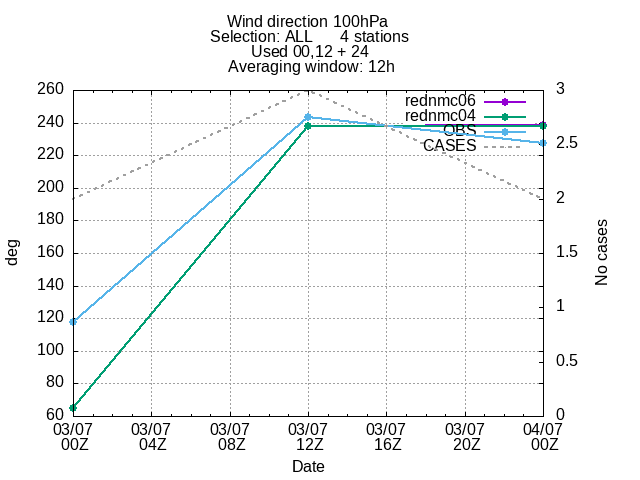 Wind direction 100hPa
Selection: ALL 4 stations
Used 00,12 + 24
Averaging window: 12h
260
240
220
200
180
160
140
120
100
80
60
deg
3
2.5
2
1.5
1
0.5
0
No cases
rednmc06
rednmc04
OBS
CASES
03/07 03/07 03/07 03/07 03/07 03/07 04/07
00Z 04Z 08Z 12Z 16Z 20Z 00Z
Date